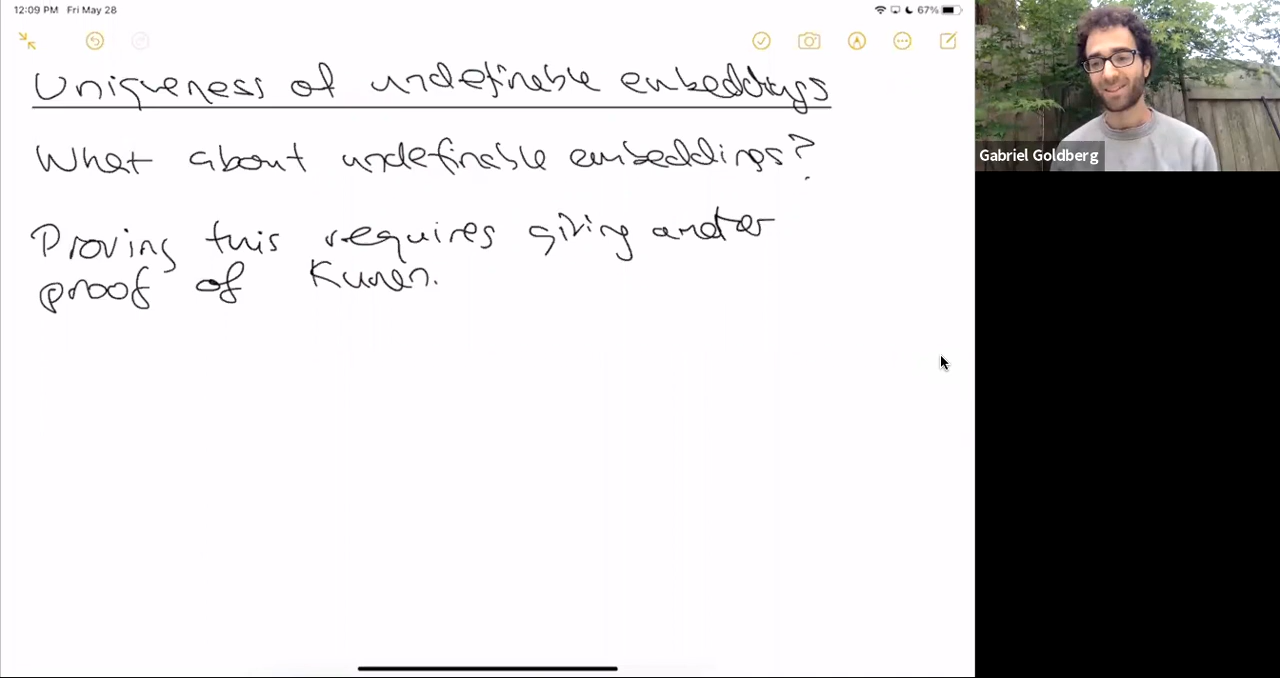 12:09 PM Fri May 28
67%
Uniqueness of undefinable embeddings
What about undefinable embeddings?
Proving this requires giving another
proof of Kunen.
Gabriel Goldberg